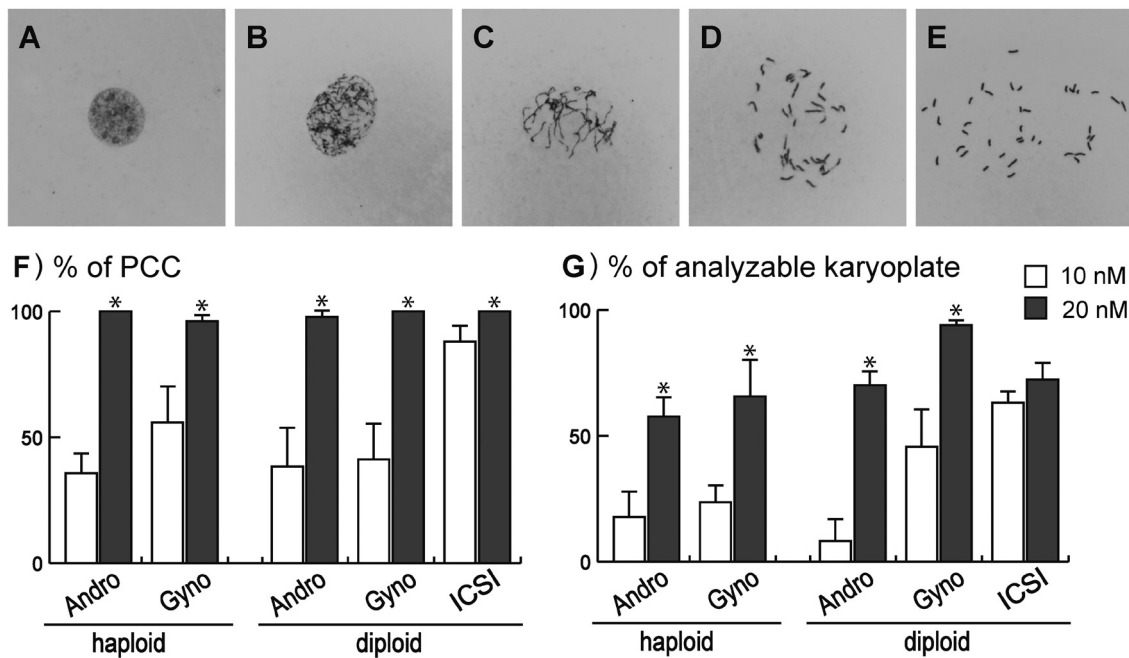 A B C D E
F) % of PCC
100
50
0
Andro Gyno Andro Gyno ICSI
haploid diploid
G) % of analyzable karyoplate
10 nM
20 nM
100
50
0
Andro Gyno Andro Gyno ICSI
haploid diploid
* * * * *
* * * *